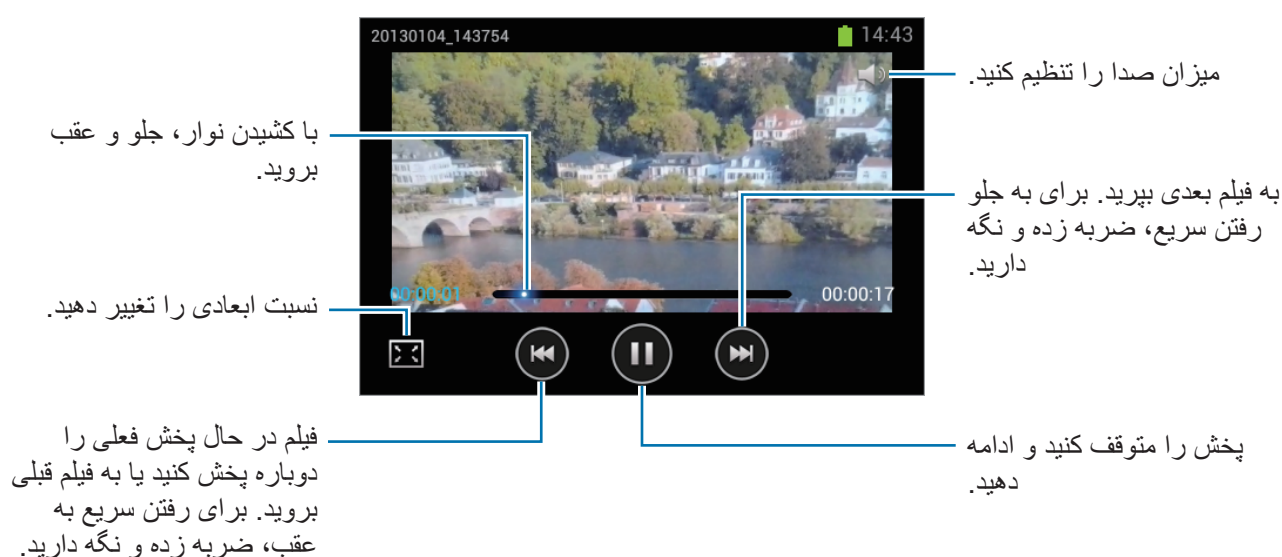 20130104_143754
14:43
میزان صدا را تنظیم کنید.
با کشیدن نوار، جلو و عقب
بروید.
به فیلم بعدی بپرید. برای به جلو
رفتن سریع، ضربه زده و نگه
دارید.
00:00:01
00:00:17
نسبت ابعادی را تغییر دهید.
فیلم در حال پخش فعلی را
دوباره پخش کنید یا به فیلم قبلی
بروید. برای رفتن سریع به
عقب، ضربه زده و نگه دارید.
پخش را متوقف کنید و ادامه
دهید.